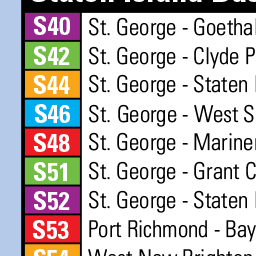 Staten Island Bus
S40 St. George - Goethal
S42 St. George - Clyde P
S44 St. George - Staten
S46 St. George - West S
S48 St. George - Mariner
S51 St. George - Grant C
S52 St. George - Staten
S53 Port Richmond - Bay
S54 West New Brighton